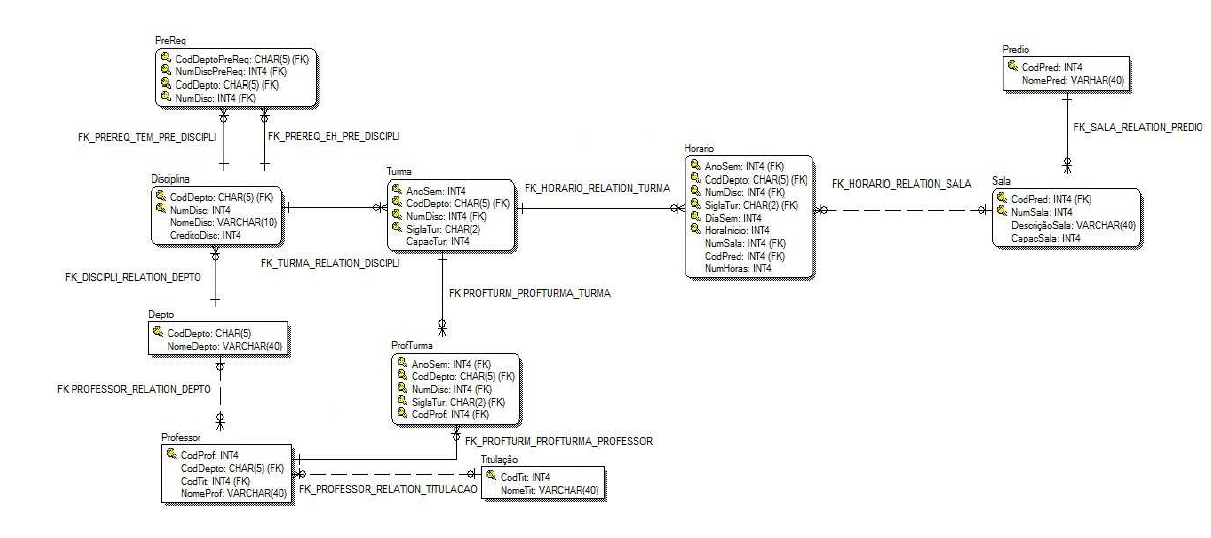 PreReq
CodDeptoPreReq: CHAR(5) (FK)
NumDiscPreReq: INT4 (FK)
CodDepto: CHAR(5) (FK)
NumDisc: INT4 (FK)
FK_PREREQ_TEM_PRE_DISCIPLI
FK_PREREQ_EH_PRE_DISCIPLI
Disciplina
CodDepto: CHAR(5) (FK)
NumDisc: INT4
NomeDisc: VARCHAR(10)
CreditoDisc: INT4
FK_DISCPLI_RELATION_DEPTO
FK_TURMA_RELATION_DISCIPLI
Turma
AnoSem: INT4
CodDepto: CHAR(5) (FK)
NumDisc: INT4 (FK)
SiglaTur: CHAR(2)
CapacTur: INT4
FK_HORARIO_RELATION_TURMA
FK PROFTURM_PROFTURMA_TURMA
Horario
AnoSem: INT4 (FK)
CodDepto: CHAR(5) (FK)
NumDisc: INT4 (FK)
SiglaTur: CHAR(2) (FK)
DiaSem: INT4
HoraInicio: INT4
NumSala: INT4 (FK)
CodPred: INT4 (FK)
NumHoras: INT4
FK_HORARIO_RELATION_SALA
Predio
CodPred: INT4
NomePred: VARHAR(40)
FK_SALA_RELATION_PREDIO
Sala
CodPred: INT4 (FK)
NumSala: INT4
DescriçãoSala: VARCHAR(40)
CapacSala: INT4
Depto
CodDepto: CHAR(5)
NomeDepto: VARCHAR(40)
FK PROFESSOR_RELATION_DEPTO
ProfTurma
AnoSem: INT4 (FK)
CodDepto: CHAR(5) (FK)
NumDisc: INT4 (FK)
SiglaTur: CHAR(2) (FK)
CodProf: INT4 (FK)
FK_PROFTURM_PROFTURMA_PROFESSOR
Professor
CodProf: INT4
CodDepto: CHAR(5) (FK)
CodTit: INT4 (FK)
NomeProf: VARCHAR(40)
FK_PROFESSOR_RELATION_TITULACAO
Titulação
CodTit: INT4
NomeTit: VARCHAR(40)